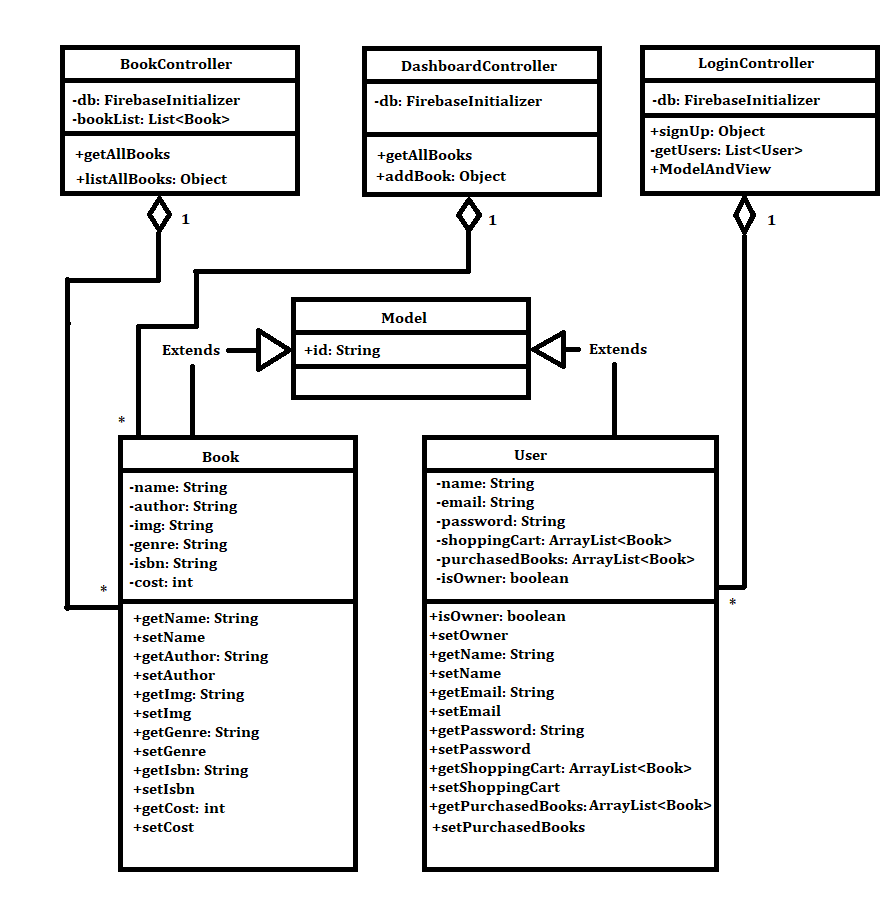 BookController
-db: FirebaseInitializer
-bookList: List<Book>
+getAllBooks
+listAllBooks: Object
1
DashboardController
-db: FirebaseInitializer
+getAllBooks
+addBook: Object
1
LoginController
-db: FirebaseInitializer
+signUp: Object
-getUsers: List<User>
+ModelAndView
1
Model
+id: String
Extends
Extends
*
*
Book
-name: String
-author: String
-img: String
-genre: String
-isbn: String
-cost: int
+getName: String
+setName
+getAuthor: String
+setAuthor
+getImg: String
+setImg
+getGenre: String
+setGenre
+getIsbn: String
+setIsbn
+getCost: int
+setCost
User
-name: String
-email: String
-password: String
-shoppingCart: ArrayList<Book>
-purchasedBooks: ArrayList<Book>
-isOwner: boolean
*
+isOwner: boolean
+setOwner
+getName: String
+setName
+getEmail: String
+setEmail
+getPassword: String
+setPassword
+getShoppingCart: ArrayList<Book>
+setShoppingCart
+getPurchasedBooks: ArrayList<Book>
+setPurchasedBooks